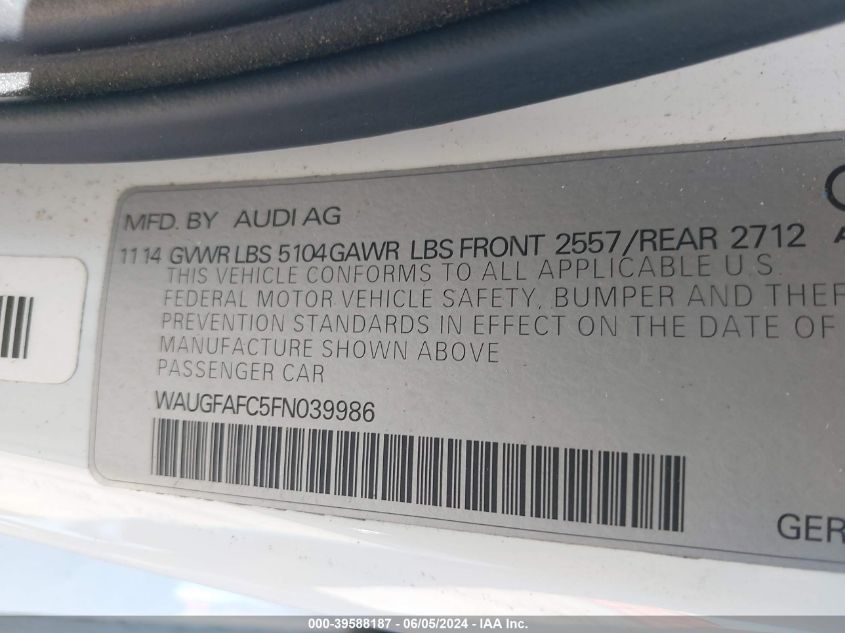 MFD. BY AUDI AG
11 14 GVWR LBS 5104 GAWR LBS FRONT 2557/REAR 2712
THIS VEHICLE CONFORMS TO ALL APPLICABLE U.S.
FEDERAL MOTOR VEHICLE SAFETY, BUMPER AND THEF
PREVENTION STANDARDS IN EFFECT ON THE DATE OF
MANUFACTURE SHOWN ABOVE
PASSENGER CAR
WAUGFAFC5FN039986
GER
000-39588187 - 06/05/2024 - IAA Inc.